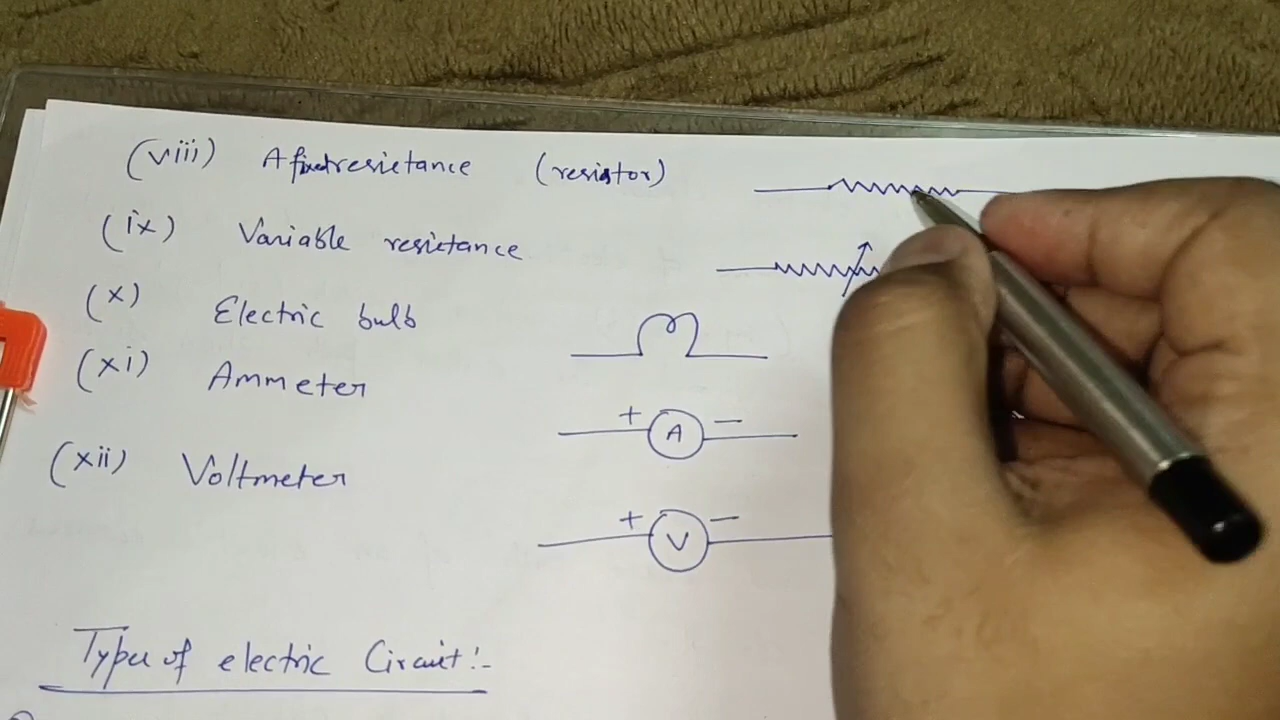 (viii) A fixed resistance (resistor)
(ix) Variable resistance
(x) Electric bulb
(xi) Ammeter
+ A −
(xii) Voltmeter
+ V −
Types of electric Circuit :-